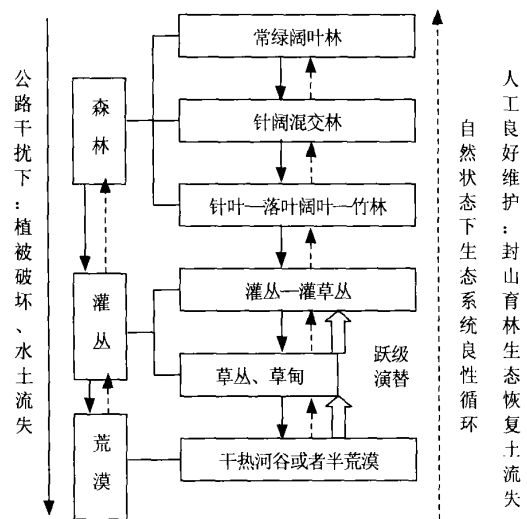 公路干扰下：植被破坏、水土流失
森林
灌丛
荒漠
常绿阔叶林
针阔混交林
针叶—落叶阔叶—竹林
灌丛—灌草丛
草丛、草甸
干热河谷或者半荒漠
跃级
演替
自然状态下生态系统良性循环
人工良好维护：封山育林生态恢复土流失